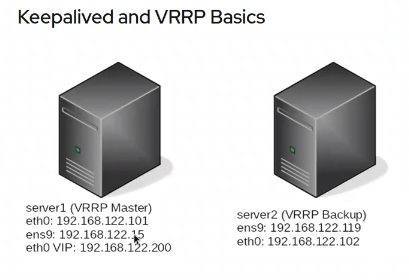 Keepalived and VRRP Basics
server1 (VRRP Master)
eth0: 192.168.122.101
ens9: 192.168.122.15
eth0 VIP: 192.168.122.200
server2 (VRRP Backup)
ens9: 192.168.122.119
eth0: 192.168.122.102